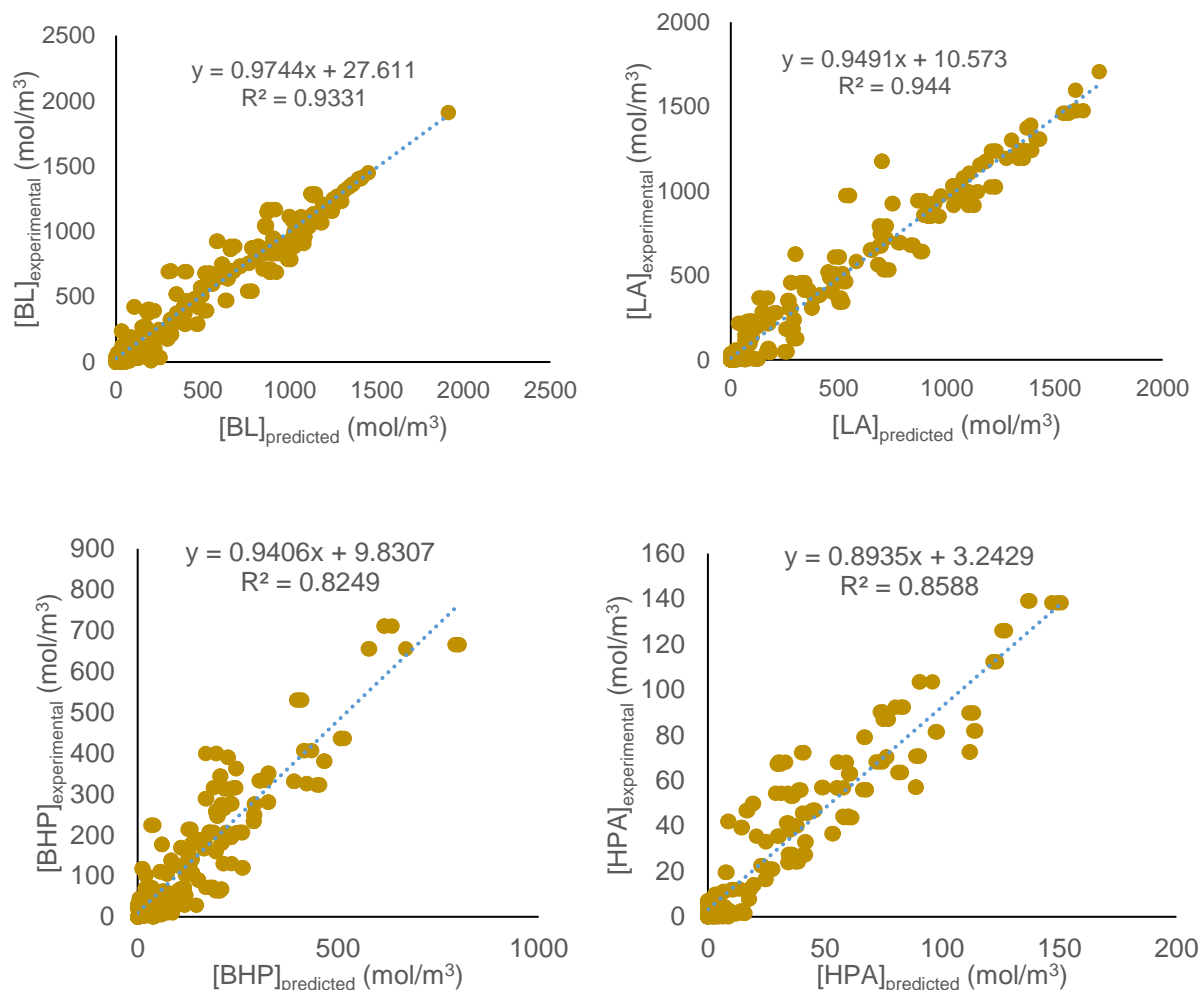 y = 0.9744x + 27.611
R² = 0.9331
2500
2000
1500
1000
500
0
0 500 1000 1500 2000 2500
[BL]experimental (mol/m³)
[BL]predicted (mol/m³)
y = 0.9491x + 10.573
R² = 0.944
2000
1500
1000
500
0
0 500 1000 1500 2000
[LA]experimental (mol/m³)
[LA]predicted (mol/m³)
y = 0.9406x + 9.8307
R² = 0.8249
900
800
700
600
500
400
300
200
100
0
0 500 1000
[BHP]experimental (mol/m³)
[BHP]predicted (mol/m³)
y = 0.8935x + 3.2429
R² = 0.8588
160
140
120
100
80
60
40
20
0
0 50 100 150 200
[HPA]experimental (mol/m³)
[HPA]predicted (mol/m³)